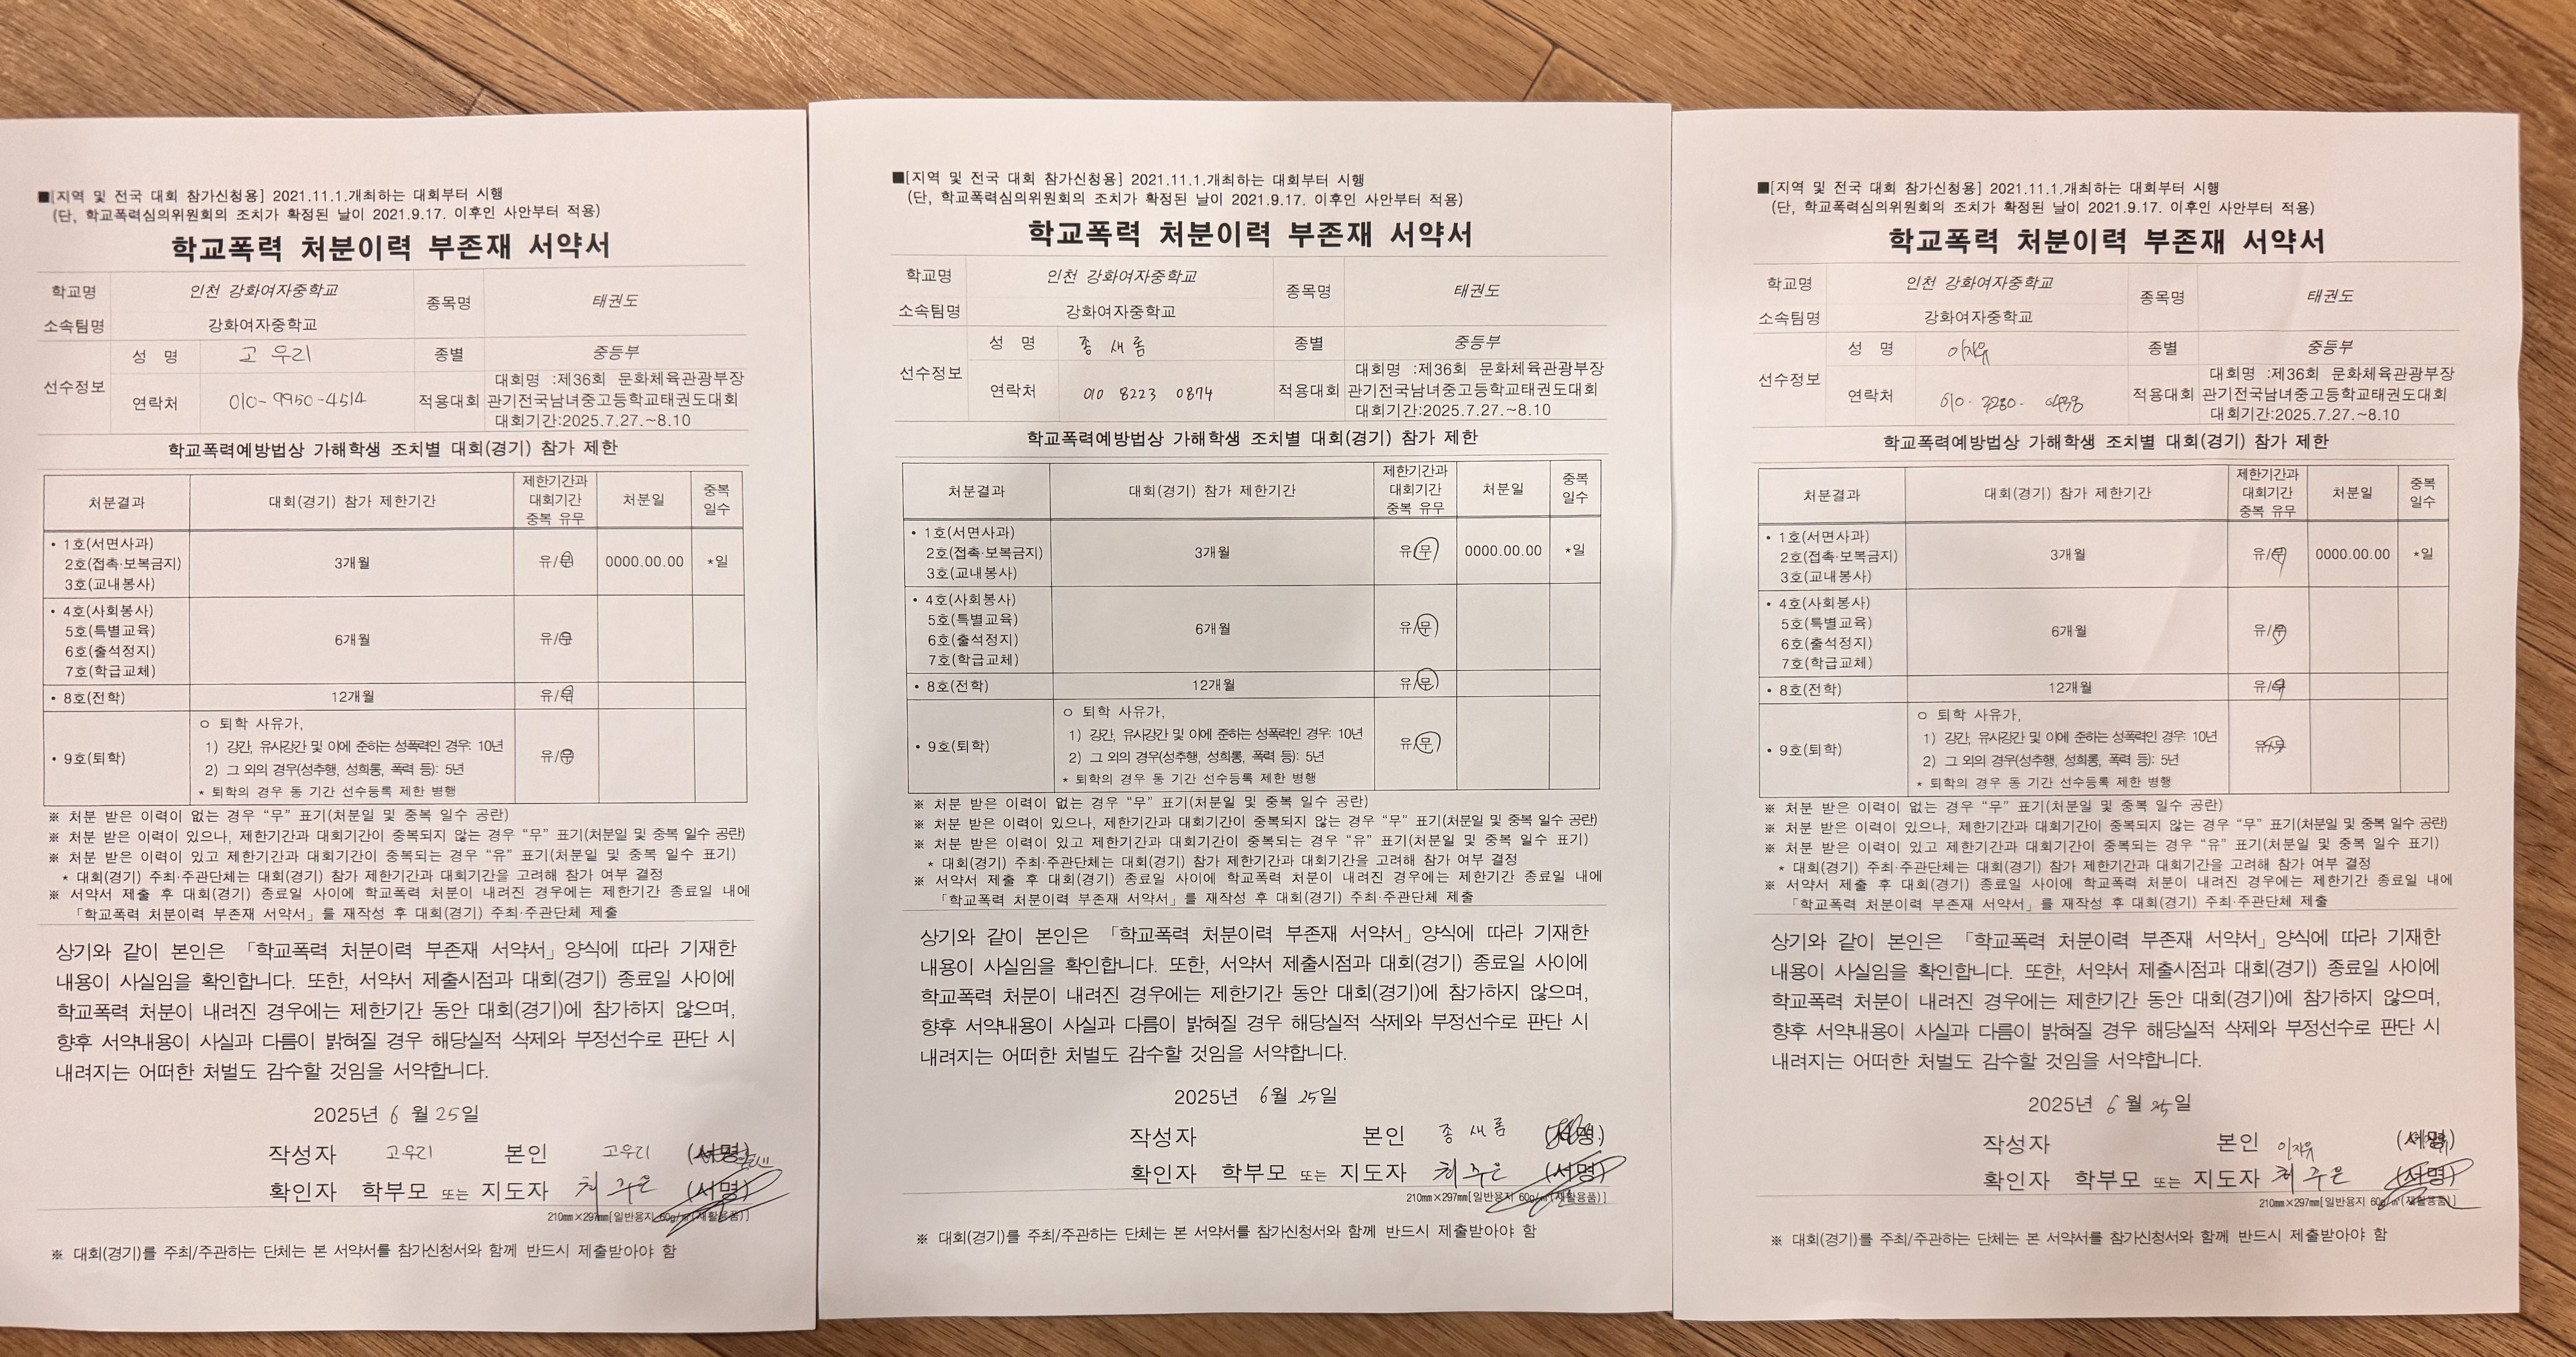 ■[지역 및 전국 대회 참가신청용] 2021.11.1.개최하는 대회부터 시행
(단, 학교폭력심의위원회의 조치가 확정된 날이 2021.9.17. 이후인 사안부터 적용)
학교폭력 처분이력 부존재 서약서
학교명 인천 강화여자중학교 종목명 태권도
소속팀명 강화여자중학교
선수정보 성 명 고 우리 종별 중등부
연락처 010-9950-4514 적용대회 대회명 :제36회 문화체육관광부장
관기전국남녀중고등학교태권도대회
대회기간:2025.7.27.~8.10
학교폭력예방법상 가해학생 조치별 대회(경기) 참가 제한
처분결과 대회(경기) 참가 제한기간 제한기간과 대회기간 중복 유무 처분일 중복 일수
• 1호(서면사과)
2호(접촉·보복금지) 3개월 유/무 0000.00.00 *일
3호(교내봉사)
• 4호(사회봉사)
5호(특별교육) 6개월 유/무
6호(출석정지)
7호(학급교체)
• 8호(전학) 12개월 유/무
• 9호(퇴학) ㅇ 퇴학 사유가, 유/무
1) 강간, 유사강간 및 이에 준하는 성폭력인 경우: 10년
2) 그 외의 경우(성추행, 성희롱, 폭력 등): 5년
* 퇴학의 경우 동 기간 선수등록 제한 병행
※ 처분 받은 이력이 없는 경우 “무” 표기(처분일 및 중복 일수 공란)
※ 처분 받은 이력이 있으나, 제한기간과 대회기간이 중복되지 않는 경우 “무” 표기(처분일 및 중복 일수 공란)
※ 처분 받은 이력이 있고 제한기간과 대회기간이 중복되는 경우 “유” 표기(처분일 및 중복 일수 표기)
* 대회(경기) 주최·주관단체는 대회(경기) 참가 제한기간과 대회기간을 고려해 참가 여부 결정
※ 서약서 제출 후 대회(경기) 종료일 사이에 학교폭력 처분이 내려진 경우에는 제한기간 종료일 내에
「학교폭력 처분이력 부존재 서약서」를 재작성 후 대회(경기) 주최·주관단체 제출
상기와 같이 본인은 「학교폭력 처분이력 부존재 서약서」양식에 따라 기재한
내용이 사실임을 확인합니다. 또한, 서약서 제출시점과 대회(경기) 종료일 사이에
학교폭력 처분이 내려진 경우에는 제한기간 동안 대회(경기)에 참가하지 않으며,
향후 서약내용이 사실과 다름이 밝혀질 경우 해당실적 삭제와 부정선수로 판단 시
내려지는 어떠한 처벌도 감수할 것임을 서약합니다.
2025년 6 월 25일
작성자 고우리 본인 고우리 (서명)
확인자 학부모 또는 지도자 최주은 (서명)
210㎜×297㎜[일반용지 60g/㎡(재활용품)]
※ 대회(경기)를 주최/주관하는 단체는 본 서약서를 참가신청서와 함께 반드시 제출받아야 함
■[지역 및 전국 대회 참가신청용] 2021.11.1.개최하는 대회부터 시행
(단, 학교폭력심의위원회의 조치가 확정된 날이 2021.9.17. 이후인 사안부터 적용)
학교폭력 처분이력 부존재 서약서
학교명 인천 강화여자중학교 종목명 태권도
소속팀명 강화여자중학교
선수정보 성 명 종 새 롬 종별 중등부
연락처 010 8223 0874 적용대회 대회명 :제36회 문화체육관광부장
관기전국남녀중고등학교태권도대회
대회기간:2025.7.27.~8.10
학교폭력예방법상 가해학생 조치별 대회(경기) 참가 제한
처분결과 대회(경기) 참가 제한기간 제한기간과 대회기간 중복 유무 처분일 중복 일수
• 1호(서면사과)
2호(접촉·보복금지) 3개월 유/무 0000.00.00 *일
3호(교내봉사)
• 4호(사회봉사)
5호(특별교육) 6개월 유/무
6호(출석정지)
7호(학급교체)
• 8호(전학) 12개월 유/무
• 9호(퇴학) ㅇ 퇴학 사유가, 유/무
1) 강간, 유사강간 및 이에 준하는 성폭력인 경우: 10년
2) 그 외의 경우(성추행, 성희롱, 폭력 등): 5년
* 퇴학의 경우 동 기간 선수등록 제한 병행
※ 처분 받은 이력이 없는 경우 “무” 표기(처분일 및 중복 일수 공란)
※ 처분 받은 이력이 있으나, 제한기간과 대회기간이 중복되지 않는 경우 “무” 표기(처분일 및 중복 일수 공란)
※ 처분 받은 이력이 있고 제한기간과 대회기간이 중복되는 경우 “유” 표기(처분일 및 중복 일수 표기)
* 대회(경기) 주최·주관단체는 대회(경기) 참가 제한기간과 대회기간을 고려해 참가 여부 결정
※ 서약서 제출 후 대회(경기) 종료일 사이에 학교폭력 처분이 내려진 경우에는 제한기간 종료일 내에
「학교폭력 처분이력 부존재 서약서」를 재작성 후 대회(경기) 주최·주관단체 제출
상기와 같이 본인은 「학교폭력 처분이력 부존재 서약서」양식에 따라 기재한
내용이 사실임을 확인합니다. 또한, 서약서 제출시점과 대회(경기) 종료일 사이에
학교폭력 처분이 내려진 경우에는 제한기간 동안 대회(경기)에 참가하지 않으며,
향후 서약내용이 사실과 다름이 밝혀질 경우 해당실적 삭제와 부정선수로 판단 시
내려지는 어떠한 처벌도 감수할 것임을 서약합니다.
2025년 6월 25일
작성자 본인 종 새 롬 (서명)
확인자 학부모 또는 지도자 최주은 (서명)
210㎜×297㎜[일반용지 60g/㎡(재활용품)]
※ 대회(경기)를 주최/주관하는 단체는 본 서약서를 참가신청서와 함께 반드시 제출받아야 함
■[지역 및 전국 대회 참가신청용] 2021.11.1.개최하는 대회부터 시행
(단, 학교폭력심의위원회의 조치가 확정된 날이 2021.9.17. 이후인 사안부터 적용)
학교폭력 처분이력 부존재 서약서
학교명 인천 강화여자중학교 종목명 태권도
소속팀명 강화여자중학교
선수정보 성 명 이자유 종별 중등부
연락처 010 적용대회 대회명 :제36회 문화체육관광부장
관기전국남녀중고등학교태권도대회
대회기간:2025.7.27.~8.10
학교폭력예방법상 가해학생 조치별 대회(경기) 참가 제한
처분결과 대회(경기) 참가 제한기간 제한기간과 대회기간 중복 유무 처분일 중복 일수
• 1호(서면사과)
2호(접촉·보복금지) 3개월 유/무 0000.00.00 *일
3호(교내봉사)
• 4호(사회봉사)
5호(특별교육) 6개월 유/무
6호(출석정지)
7호(학급교체)
• 8호(전학) 12개월 유/무
• 9호(퇴학) ㅇ 퇴학 사유가, 유/무
1) 강간, 유사강간 및 이에 준하는 성폭력인 경우: 10년
2) 그 외의 경우(성추행, 성희롱, 폭력 등): 5년
* 퇴학의 경우 동 기간 선수등록 제한 병행
※ 처분 받은 이력이 없는 경우 “무” 표기(처분일 및 중복 일수 공란)
※ 처분 받은 이력이 있으나, 제한기간과 대회기간이 중복되지 않는 경우 “무” 표기(처분일 및 중복 일수 공란)
※ 처분 받은 이력이 있고 제한기간과 대회기간이 중복되는 경우 “유” 표기(처분일 및 중복 일수 표기)
* 대회(경기) 주최·주관단체는 대회(경기) 참가 제한기간과 대회기간을 고려해 참가 여부 결정
※ 서약서 제출 후 대회(경기) 종료일 사이에 학교폭력 처분이 내려진 경우에는 제한기간 종료일 내에
「학교폭력 처분이력 부존재 서약서」를 재작성 후 대회(경기) 주최·주관단체 제출
상기와 같이 본인은 「학교폭력 처분이력 부존재 서약서」양식에 따라 기재한
내용이 사실임을 확인합니다. 또한, 서약서 제출시점과 대회(경기) 종료일 사이에
학교폭력 처분이 내려진 경우에는 제한기간 동안 대회(경기)에 참가하지 않으며,
향후 서약내용이 사실과 다름이 밝혀질 경우 해당실적 삭제와 부정선수로 판단 시
내려지는 어떠한 처벌도 감수할 것임을 서약합니다.
2025년 6 월 25일
작성자 본인 이자유 (서명)
확인자 학부모 또는 지도자 최주은 (서명)
210㎜×297㎜[일반용지 60g/㎡(재활용품)]
※ 대회(경기)를 주최/주관하는 단체는 본 서약서를 참가신청서와 함께 반드시 제출받아야 함